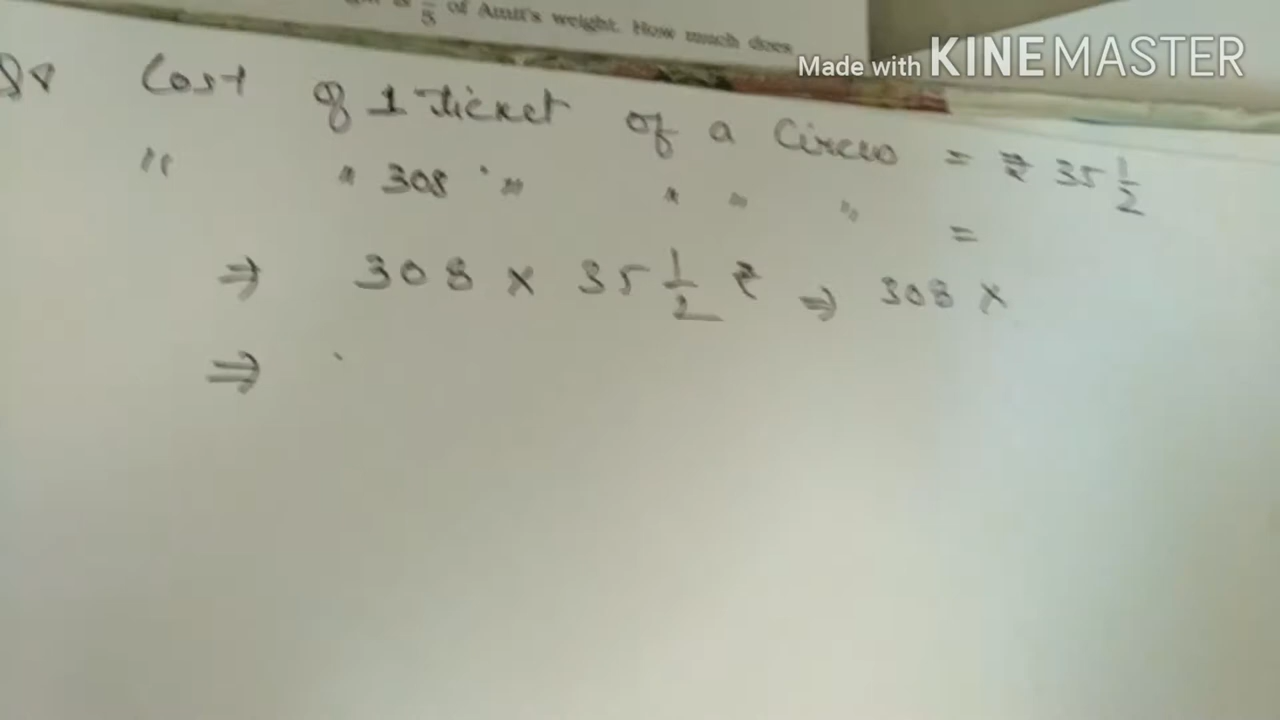 5 of Amit's weight. How much does
Made with KINEMASTER
Cost of 1 ticket of a Circus = ₹ 35 1/2
" " 308 " " " " =
⇒ 308 × 35 1/2 ₹ ⇒ 308 ×
⇒